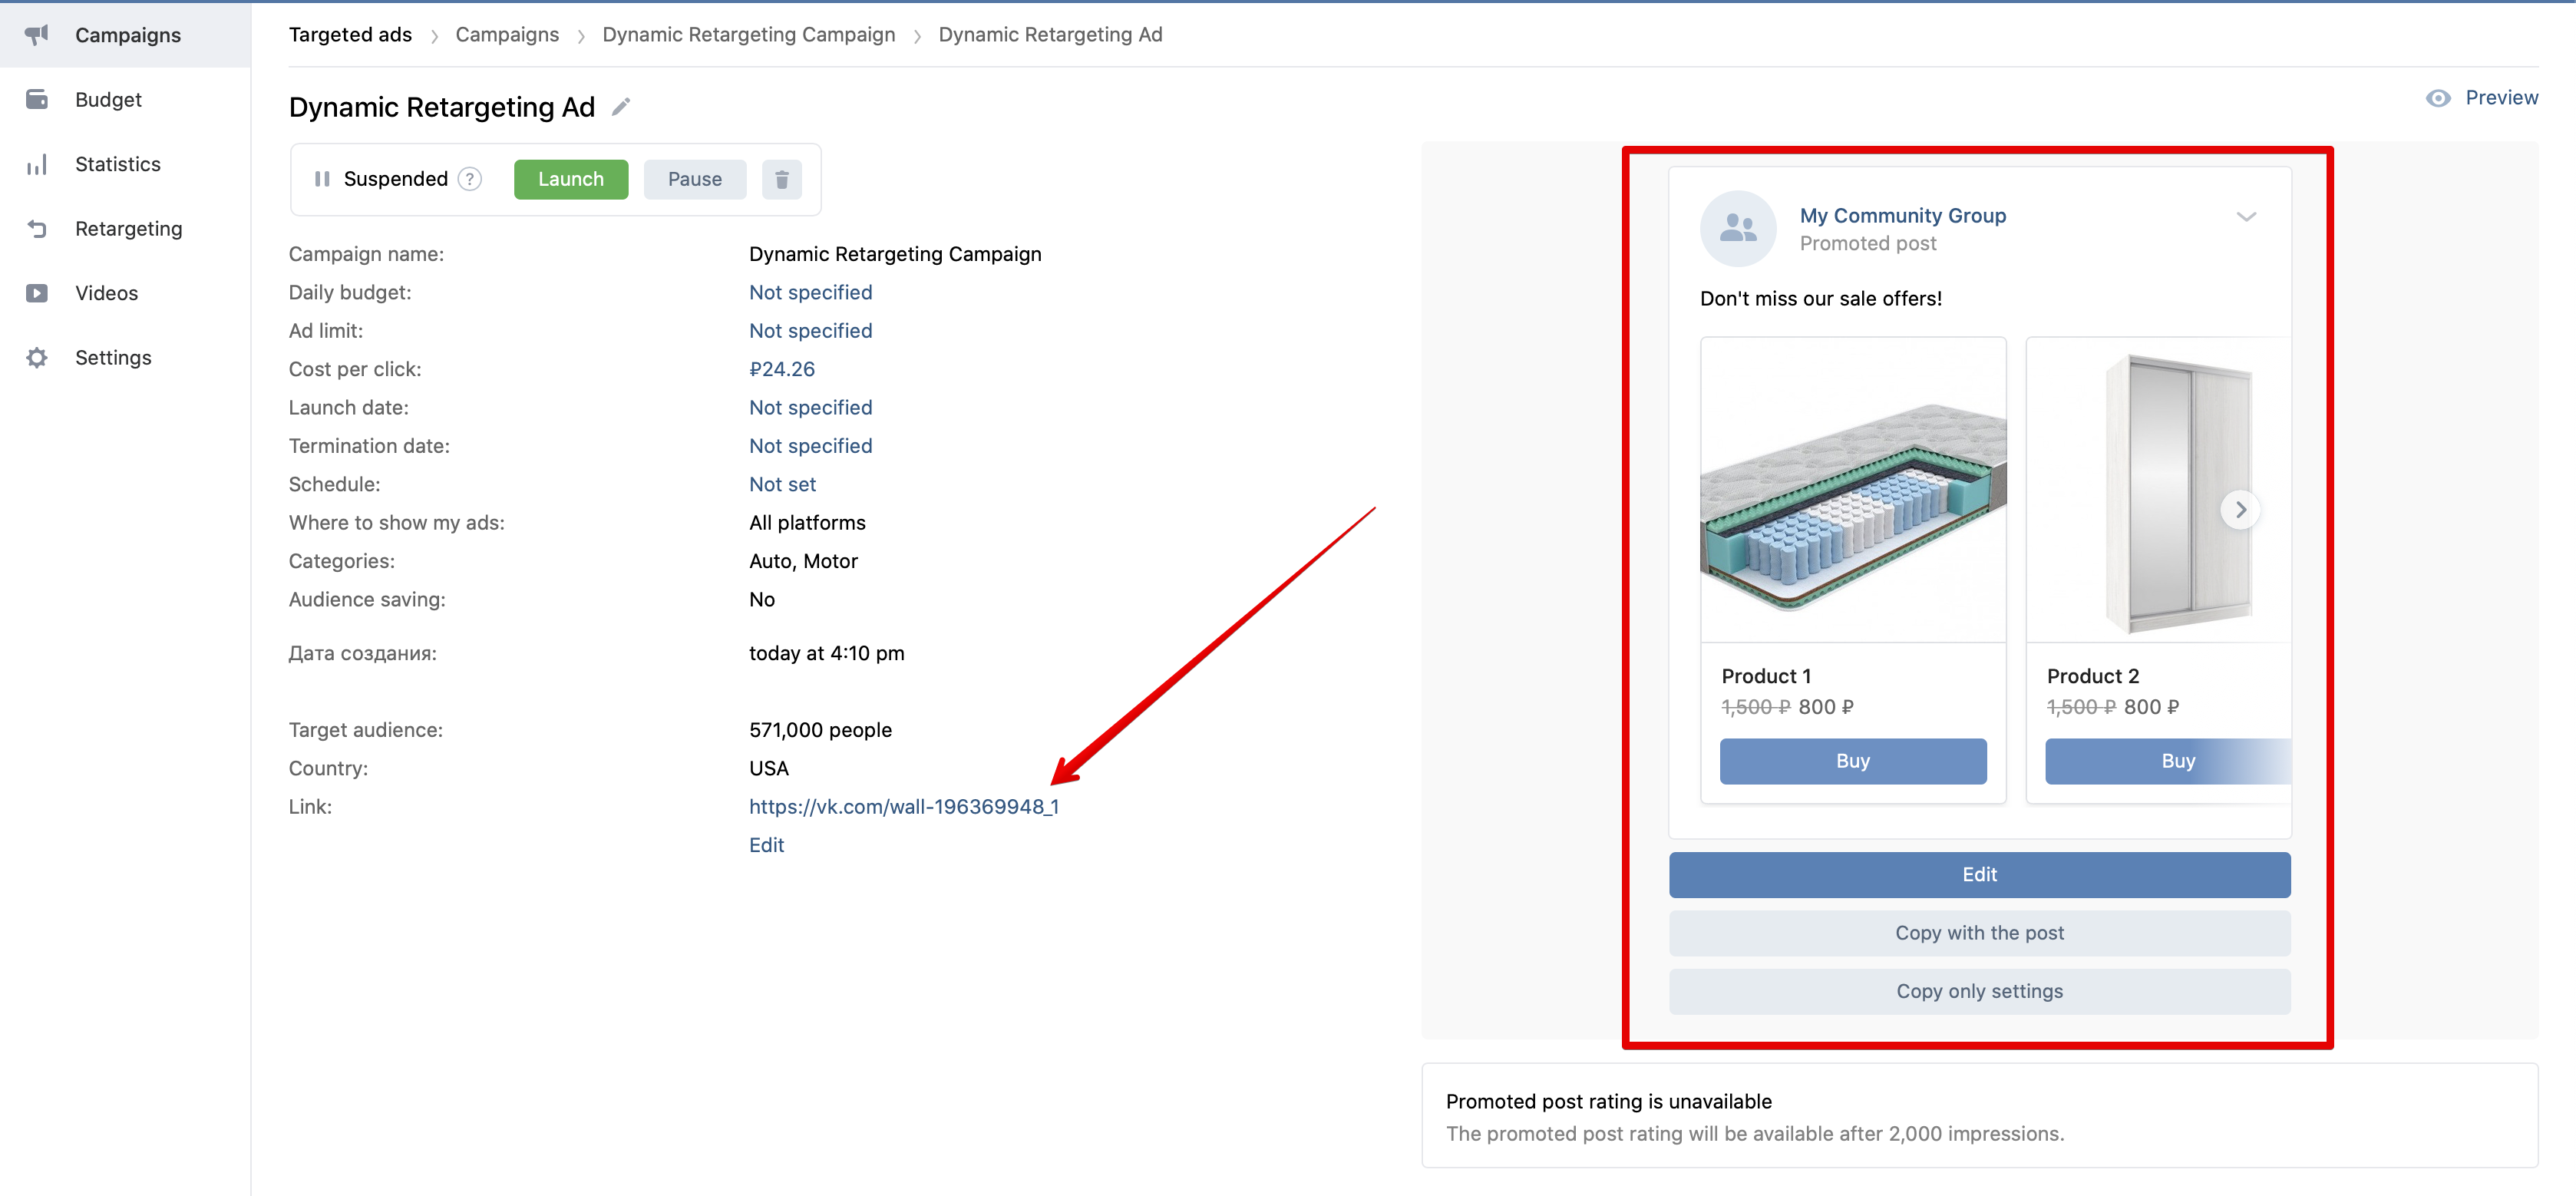 Campaigns
Budget
Statistics
Retargeting
Videos
Settings
Targeted ads > Campaigns > Dynamic Retargeting Campaign > Dynamic Retargeting Ad
Dynamic Retargeting Ad
Preview
Suspended ? Launch Pause
Campaign name: Dynamic Retargeting Campaign
Daily budget: Not specified
Ad limit: Not specified
Cost per click: ₽24.26
Launch date: Not specified
Termination date: Not specified
Schedule: Not set
Where to show my ads: All platforms
Categories: Auto, Motor
Audience saving: No
Дата создания: today at 4:10 pm
Target audience: 571,000 people
Country: USA
Link: https://vk.com/wall-196369948_1
Edit
My Community Group
Promoted post
Don't miss our sale offers!
Product 1
1,500 ₽ 800 ₽
Buy
Product 2
1,500 ₽ 800 ₽
Buy
Edit
Copy with the post
Copy only settings
Promoted post rating is unavailable
The promoted post rating will be available after 2,000 impressions.